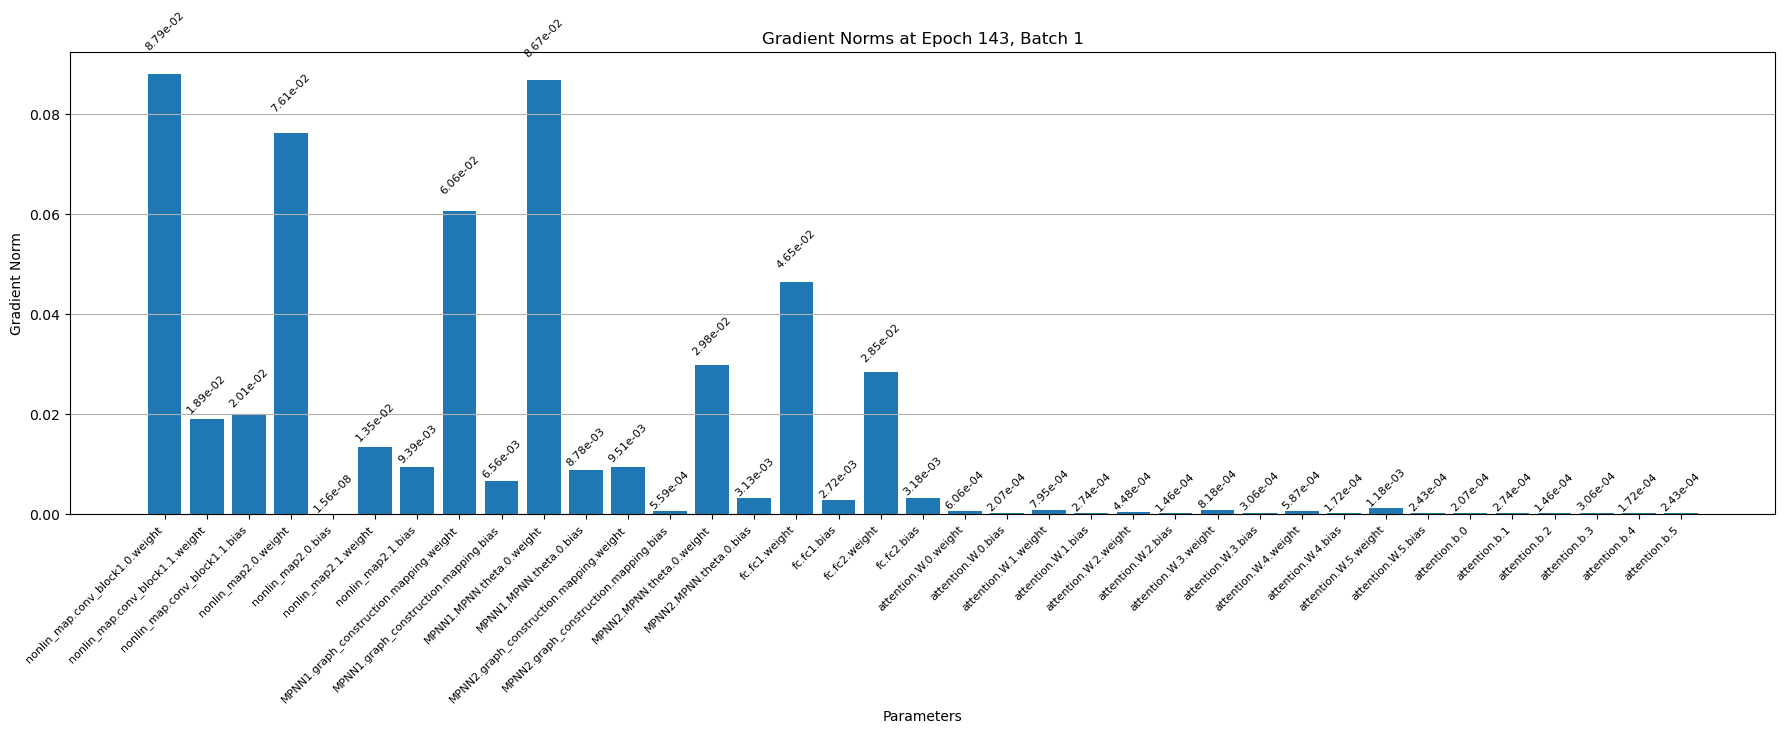 Gradient Norms at Epoch 143, Batch 1
Gradient Norm
0.08
0.06
0.04
0.02
0.00
8.79e-02
1.89e-02
2.01e-02
7.61e-02
1.56e-08
1.35e-02
9.39e-03
6.06e-02
6.56e-03
8.67e-02
8.78e-03
9.51e-03
5.59e-04
2.98e-02
3.13e-03
4.65e-02
2.72e-03
2.85e-02
3.18e-03
6.06e-04
2.07e-04
7.95e-04
2.74e-04
4.48e-04
1.46e-04
8.18e-04
3.06e-04
5.87e-04
1.72e-04
1.18e-03
2.43e-04
2.07e-04
2.74e-04
1.46e-04
3.06e-04
1.72e-04
2.43e-04
nonlin_map.conv_block1.0.weight
nonlin_map.conv_block1.1.weight
nonlin_map.conv_block1.1.bias
nonlin_map2.0.weight
nonlin_map2.0.bias
nonlin_map2.1.weight
nonlin_map2.1.bias
MPNN1.graph_construction.mapping.weight
MPNN1.graph_construction.mapping.bias
MPNN1.MPNN.theta.0.weight
MPNN1.MPNN.theta.0.bias
MPNN2.graph_construction.mapping.weight
MPNN2.graph_construction.mapping.bias
MPNN2.MPNN.theta.0.weight
MPNN2.MPNN.theta.0.bias
fc.fc1.weight
fc.fc1.bias
fc.fc2.weight
fc.fc2.bias
attention.W.0.weight
attention.W.0.bias
attention.W.1.weight
attention.W.1.bias
attention.W.2.weight
attention.W.2.bias
attention.W.3.weight
attention.W.3.bias
attention.W.4.weight
attention.W.4.bias
attention.W.5.weight
attention.W.5.bias
attention.b.0
attention.b.1
attention.b.2
attention.b.3
attention.b.4
attention.b.5
Parameters